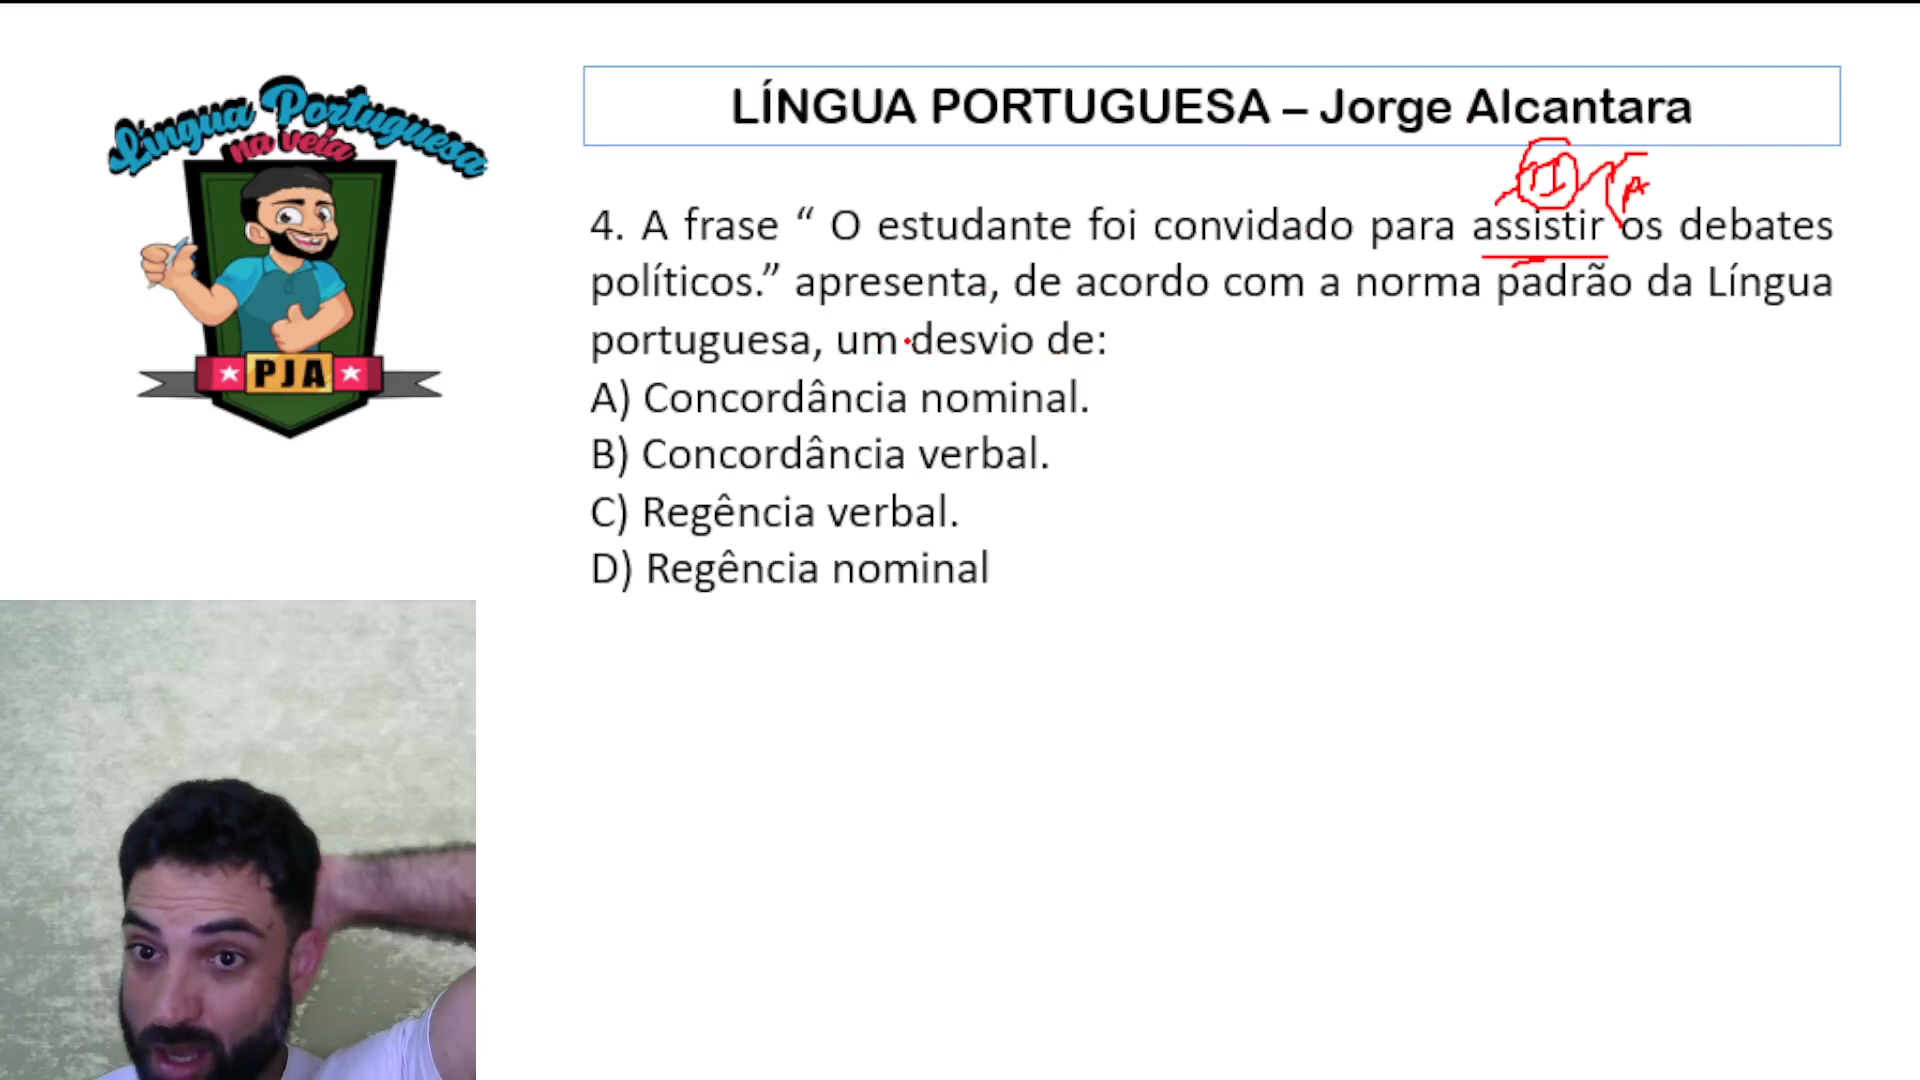 Língua Portuguesa
na veia
PJA
LÍNGUA PORTUGUESA – Jorge Alcantara
4. A frase “ O estudante foi convidado para assistir os debates
políticos.” apresenta, de acordo com a norma padrão da Língua
portuguesa, um desvio de:
A) Concordância nominal.
B) Concordância verbal.
C) Regência verbal.
D) Regência nominal